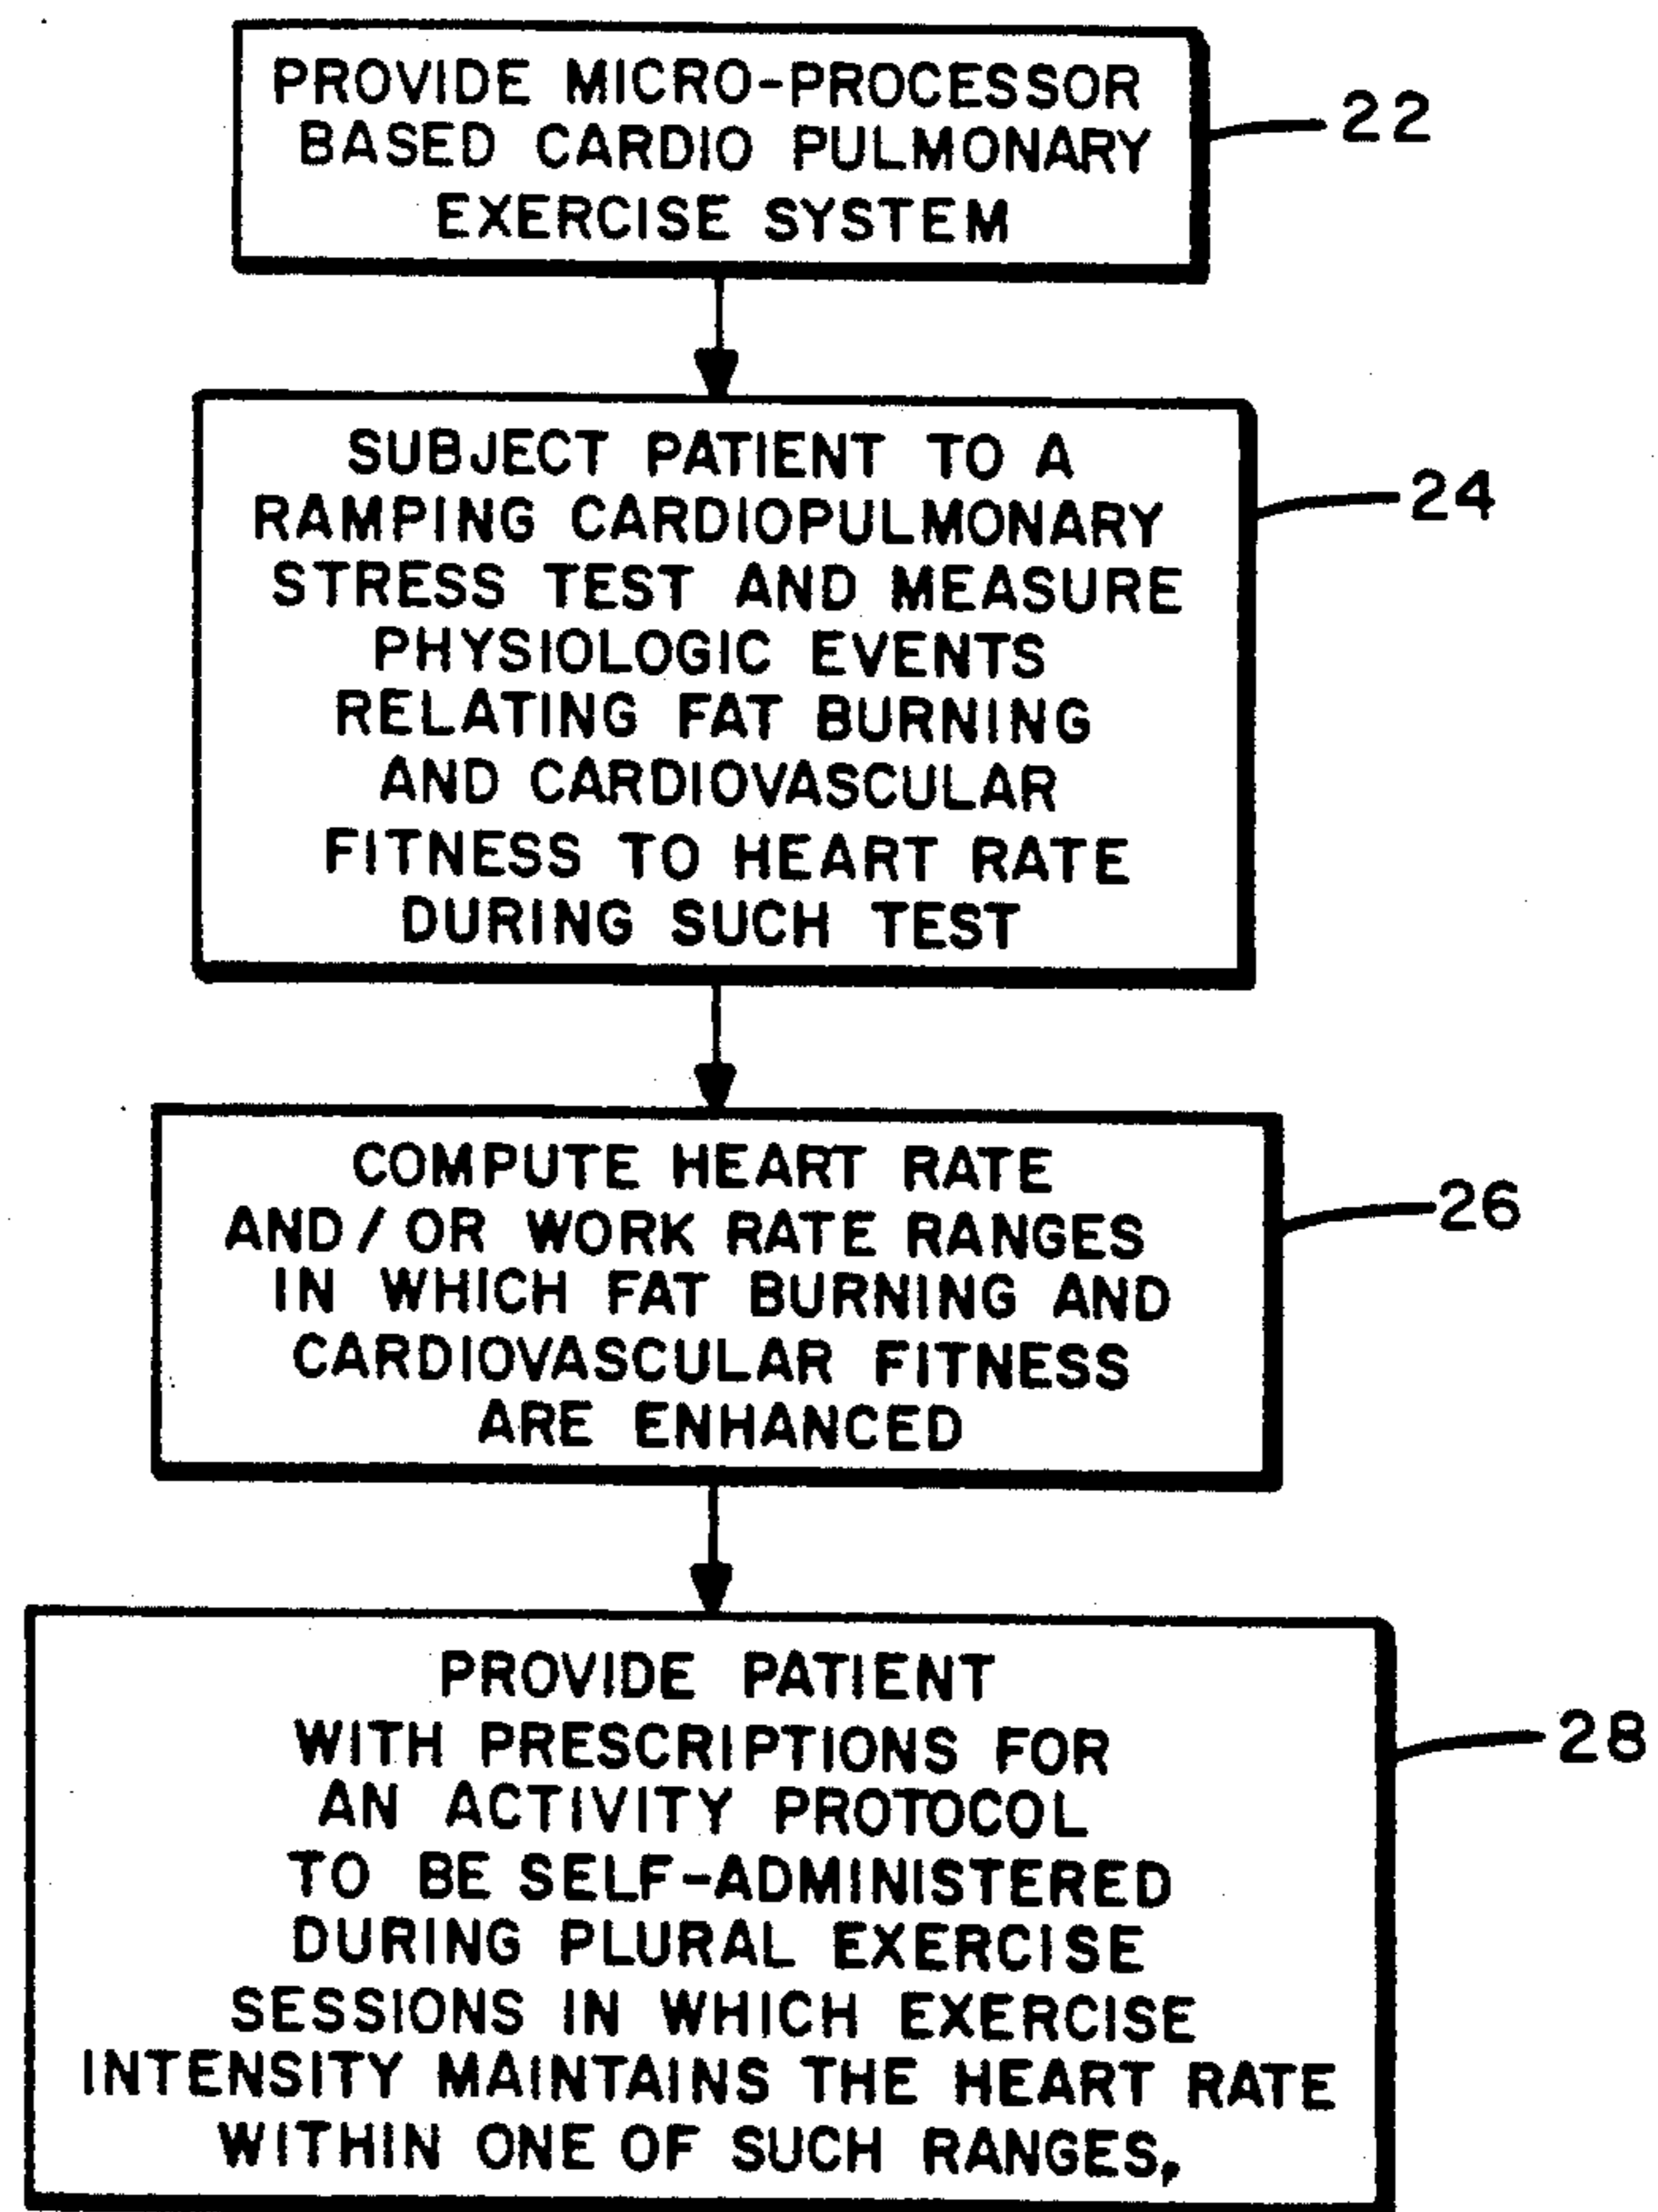 PROVIDE MICRO-PROCESSOR
BASED CARDIO PULMONARY
EXERCISE SYSTEM
22
SUBJECT PATIENT TO A
RAMPING CARDIOPULMONARY
STRESS TEST AND MEASURE
PHYSIOLOGIC EVENTS
RELATING FAT BURNING
AND CARDIOVASCULAR
FITNESS TO HEART RATE
DURING SUCH TEST
24
COMPUTE HEART RATE
AND/OR WORK RATE RANGES
IN WHICH FAT BURNING AND
CARDIOVASCULAR FITNESS
ARE ENHANCED
26
PROVIDE PATIENT
WITH PRESCRIPTIONS FOR
AN ACTIVITY PROTOCOL
TO BE SELF-ADMINISTERED
DURING PLURAL EXERCISE
SESSIONS IN WHICH EXERCISE
INTENSITY MAINTAINS THE HEART RATE
WITHIN ONE OF SUCH RANGES,
28